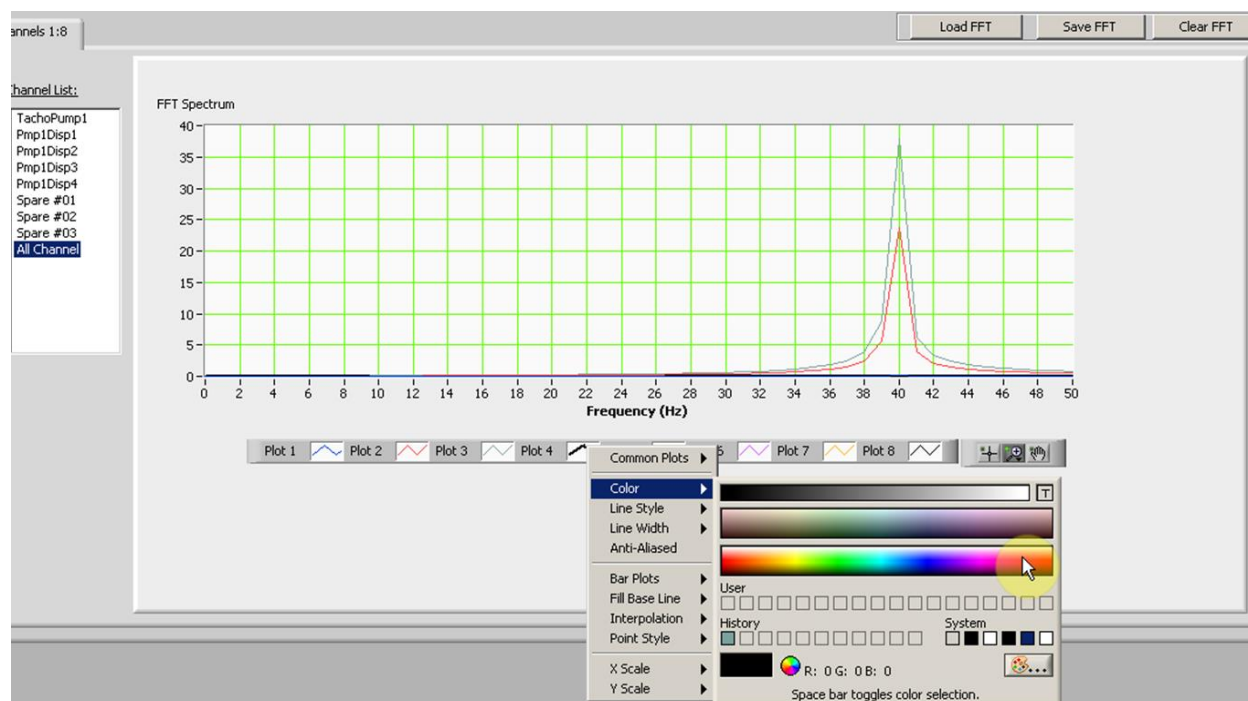 annels 1:8
Load FFT Save FFT Clear FFT
hannel List:
TachoPump1
Pmp1Disp1
Pmp1Disp2
Pmp1Disp3
Pmp1Disp4
Spare #01
Spare #02
Spare #03
All Channel
FFT Spectrum
40
35
30
25
20
15
10
5
0
0 2 4 6 8 10 12 14 16 18 20 22 24 26 28 30 32 34 36 38 40 42 44 46 48 50
Frequency (Hz)
Plot 1 Plot 2 Plot 3 Plot 4 6 Plot 7 Plot 8
Common Plots
Color
T
Line Style
Line Width
Anti-Aliased
Bar Plots
Fill Base Line
Interpolation
Point Style
X Scale
Y Scale
User
History System
R: 0 G: 0 B: 0
Space bar toggles color selection.